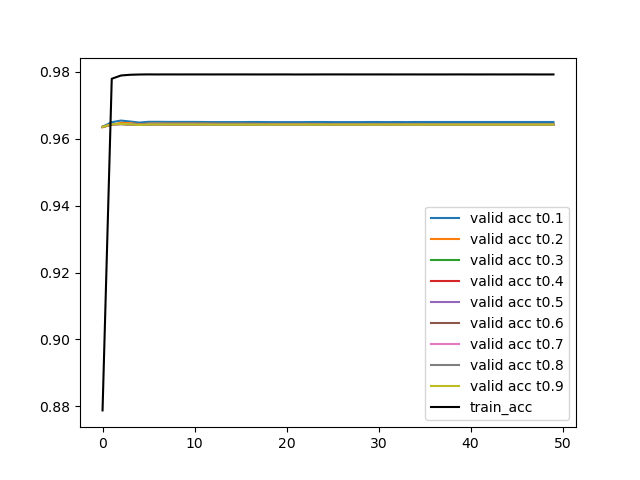 0.98
0.96
0.94
0.92
0.90
0.88
0
10
20
30
40
50
valid acc t0.1
valid acc t0.2
valid acc t0.3
valid acc t0.4
valid acc t0.5
valid acc t0.6
valid acc t0.7
valid acc t0.8
valid acc t0.9
train_acc